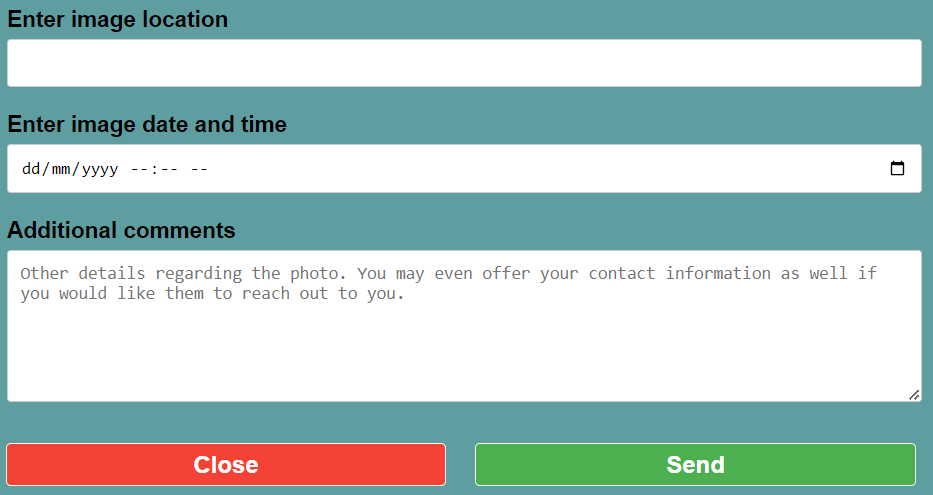 Enter image location
Enter image date and time
dd/mm/yyyy --:-- --
Additional comments
Other details regarding the photo. You may even offer your contact information as well if
you would like them to reach out to you.
Close
Send